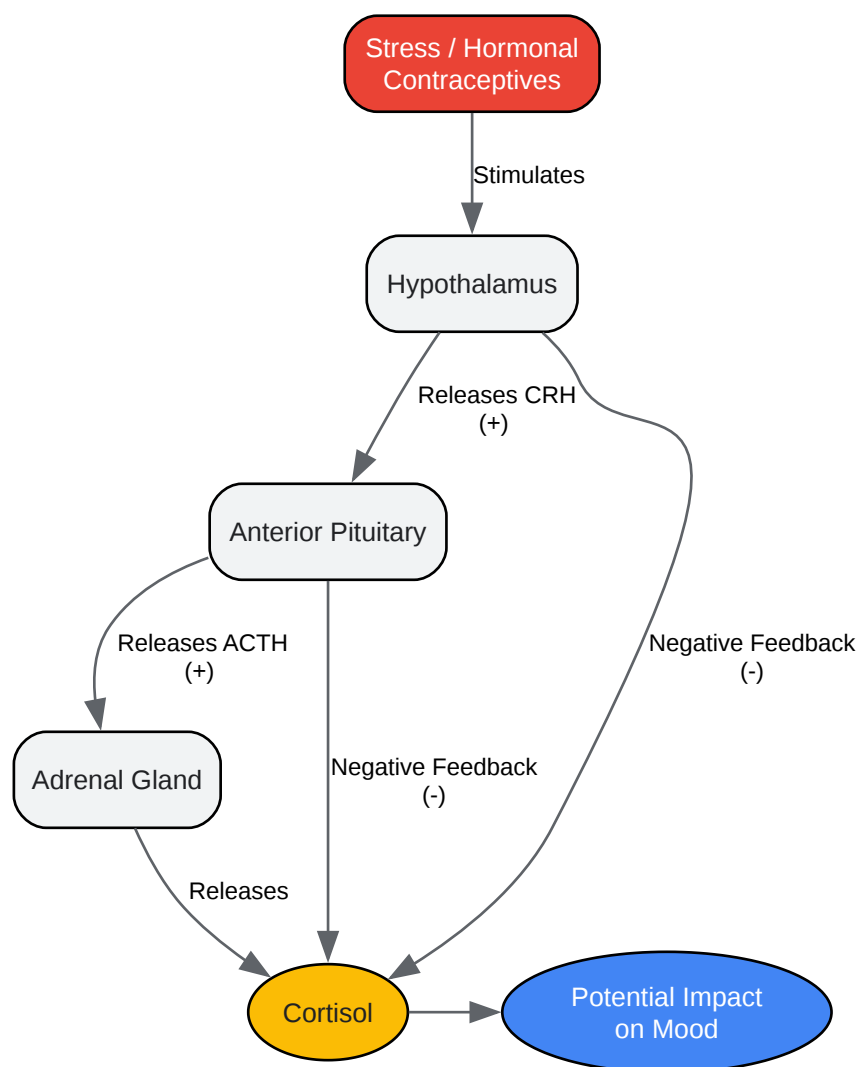 Stress / Hormonal
Contraceptives
Stimulates
Hypothalamus
Releases CRH
(+)
Anterior Pituitary
Releases ACTH
(+)
Negative Feedback
(-)
Adrenal Gland
Negative Feedback
(-)
Releases
Cortisol
Potential Impact
on Mood